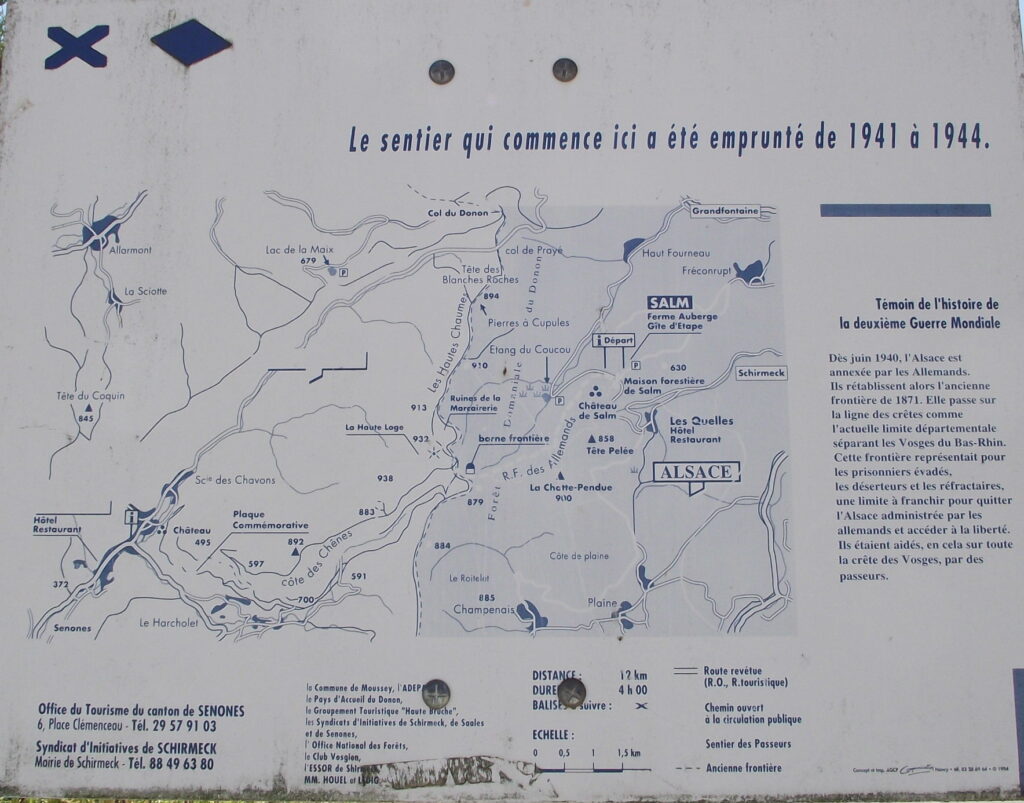 Le sentier qui commence ici a été emprunté de 1941 à 1944.
Col du Donon
Grandfontaine
Allarmont
Lac de la Maix
679
P
col de Prayé
Haut Fourneau
Fréconrupt
La Sciotte
Tête des
Blanches Roches
894
Pierres à Cupules
Les Hautes Chaumes
Forêt Domaniale du Donon
SALM
Ferme Auberge
Gîte d'Etape
i Départ
Etang du Coucou
910
P
630
Schirmeck
Maison forestière
de Salm
P
Château
de Salm
Tête du Coquin
845
913
Ruines de la
Marcairerie
La Haute Loge
932
borne frontière
Les Quelles
Hôtel
Restaurant
858
Tête Pelée
R.F. des Allemands
ALSACE
La Chatte-Pendue
900
Scie des Chavons
938
879
883
Hôtel
Restaurant
i
Château
495
Plaque
Commémorative
892
597
côte des Chênes
884
Côte de plaine
372
591
Le Roitelot
700
885
Champenais
Plaine
Senones
Le Harcholet
Témoin de l'histoire de
la deuxième Guerre Mondiale
Dès juin 1940, l'Alsace est
annexée par les Allemands.
Ils rétablissent alors l'ancienne
frontière de 1871. Elle passe sur
la ligne des crêtes comme
l'actuelle limite départementale
séparant les Vosges du Bas-Rhin.
Cette frontière représentait pour
les prisonniers évadés,
les déserteurs et les réfractaires,
une limite à franchir pour quitter
l'Alsace administrée par les
allemands et accéder à la liberté.
Ils étaient aidés, en cela sur toute
la crête des Vosges, par des
passeurs.
Office du Tourisme du canton de SENONES
6, Place Clémenceau - Tél. 29 57 91 03
Syndicat d'Initiatives de SCHIRMECK
Mairie de Schirmeck - Tél. 88 49 63 80
la Commune de Moussey, l'ADEP
le Pays d'Accueil du Donon,
le Groupement Touristique "Haute Bruche",
les Syndicats d'Initiatives de Schirmeck, de Saales
et de Senones,
l'Office National des Forêts,
le Club Vosgien,
l'ESSOR de Shir
MM. HOUEL et
DISTANCE: 12 km
DUREE 4 h 00
BALISE à suivre:
ECHELLE:
0 0,5 1 1,5 km
Route revêtue
(R.O., R.touristique)
Chemin ouvert
à la circulation publique
Sentier des Passeurs
Ancienne frontière